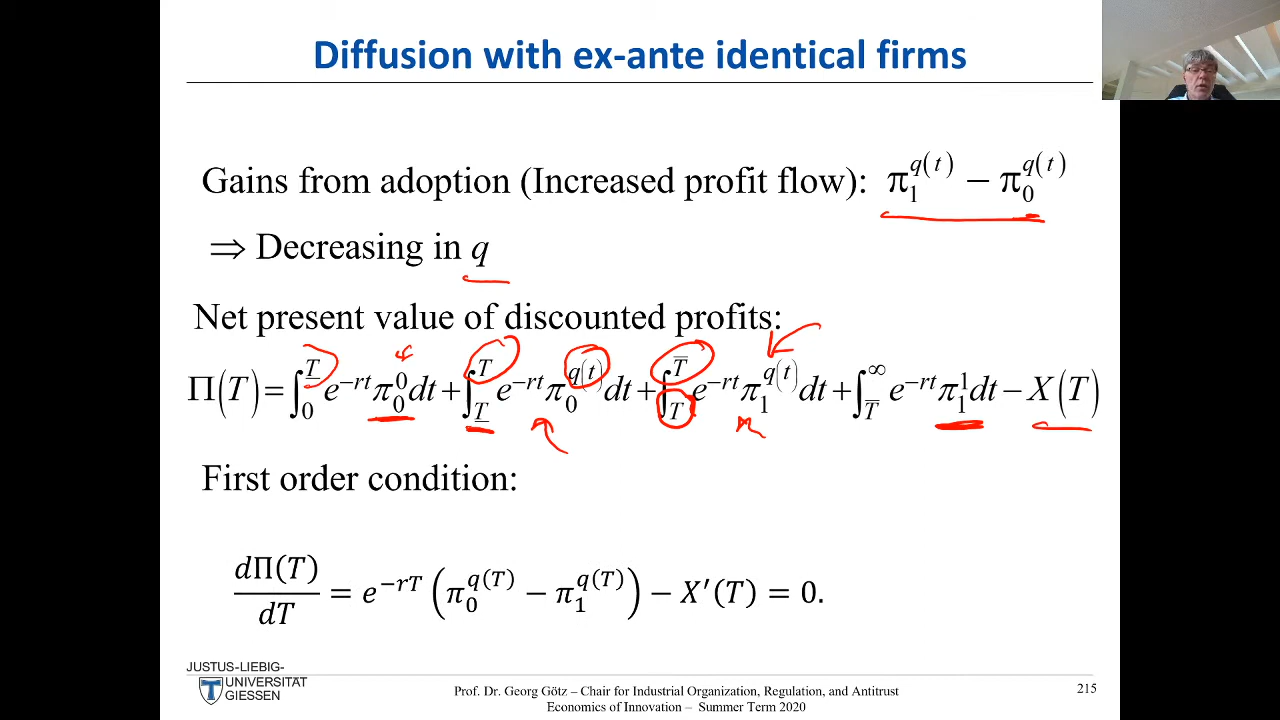 Diffusion with ex-ante identical firms
Gains from adoption (Increased profit flow): π₁^{q(t)} − π₀^{q(t)}
⇒ Decreasing in q
Net present value of discounted profits:
Π(T) = ∫₀^{T̲} e^{−rt} π₀⁰ dt + ∫_{T̲}^{T} e^{−rt} π₀^{q(t)} dt + ∫_{T}^{T̅} e^{−rt} π₁^{q(t)} dt + ∫_{T̅}^{∞} e^{−rt} π₁¹ dt − X(T)
First order condition:
dΠ(T)/dT = e^{−rT} (π₀^{q(T)} − π₁^{q(T)}) − X′(T) = 0.
JUSTUS-LIEBIG-
UNIVERSITÄT
GIESSEN
Prof. Dr. Georg Götz – Chair for Industrial Organization, Regulation, and Antitrust
Economics of Innovation – Summer Term 2020
215